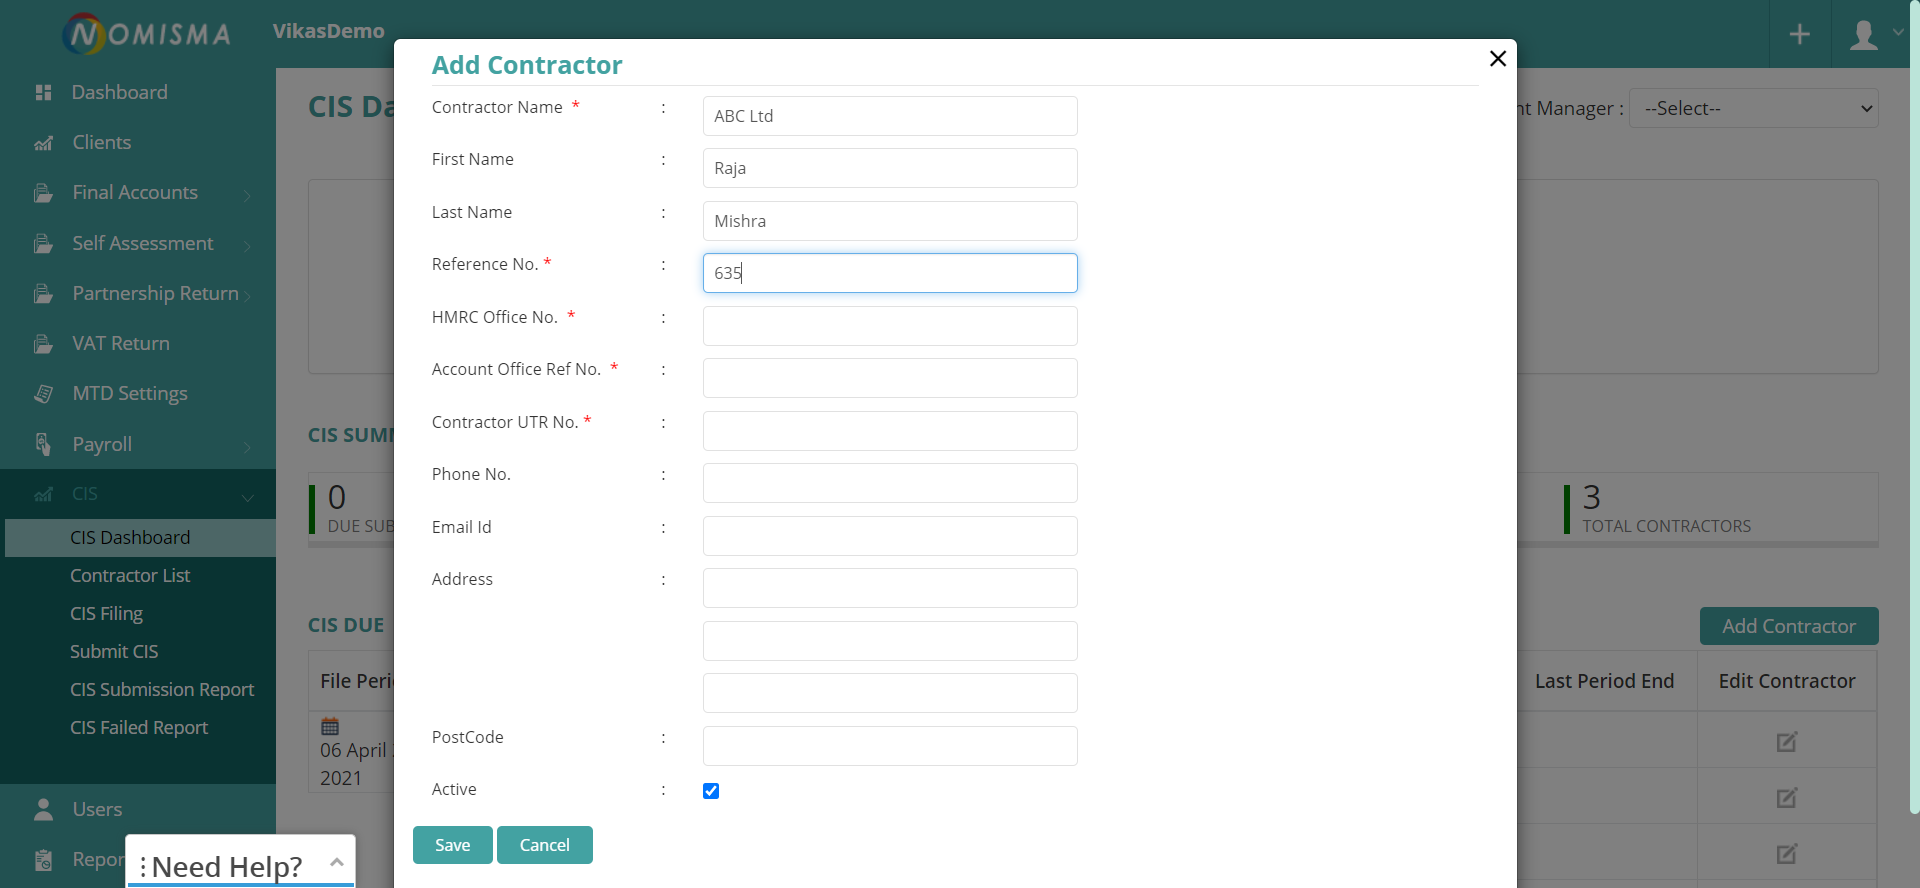 NOMISMA
VikasDemo
Dashboard
Clients
Final Accounts
Self Assessment
Partnership Return
VAT Return
MTD Settings
Payroll
CIS
CIS Dashboard
Contractor List
CIS Filing
Submit CIS
CIS Submission Report
CIS Failed Report
Users
Repor
Need Help?
CIS Da
nt Manager :
--Select--
CIS SUMM
0
DUE SUB
3
TOTAL CONTRACTORS
CIS DUE
Add Contractor
File Peri
Last Period End
Edit Contractor
06 April
2021
Add Contractor
Contractor Name * : ABC Ltd
First Name : Raja
Last Name : Mishra
Reference No. * : 635
HMRC Office No. * :
Account Office Ref No. * :
Contractor UTR No. * :
Phone No. :
Email Id :
Address :
PostCode :
Active :
Save
Cancel